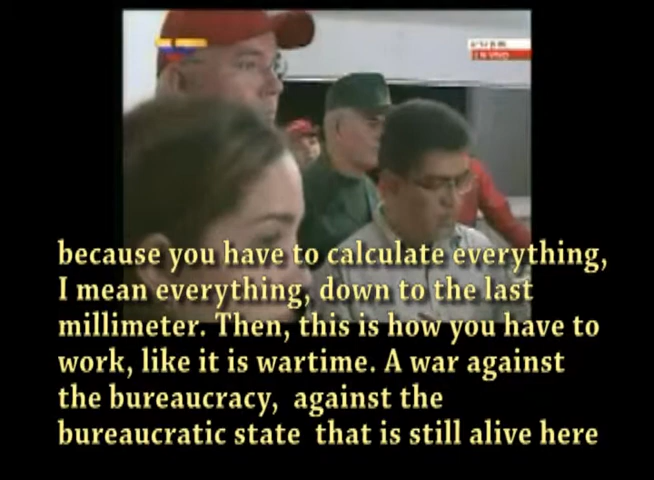 EN VIVO
because you have to calculate everything,
I mean everything, down to the last
millimeter. Then, this is how you have to
work, like it is wartime. A war against
the bureaucracy, against the
bureaucratic state that is still alive here